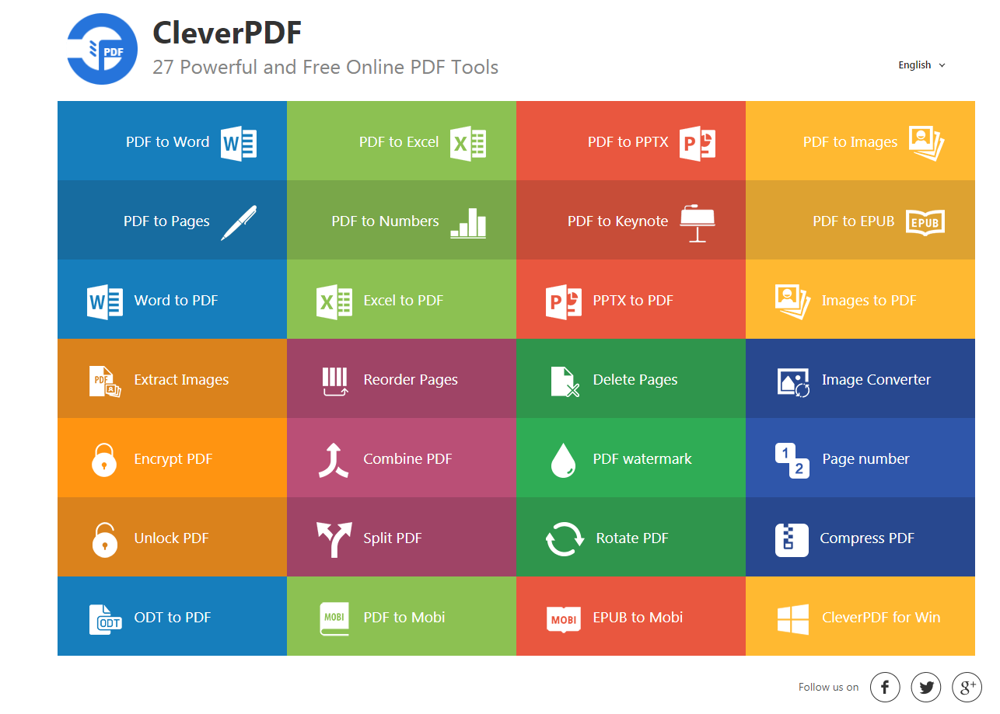 PDF
CleverPDF
27 Powerful and Free Online PDF Tools
English
PDF to Word W
PDF to Excel X
PDF to PPTX P
PDF to Images
PDF to Pages
PDF to Numbers
PDF to Keynote
PDF to EPUB EPUB
W Word to PDF
X Excel to PDF
P PPTX to PDF
Images to PDF
PDF Extract Images
Reorder Pages
Delete Pages
Image Converter
Encrypt PDF
Combine PDF
PDF watermark
1 2 Page number
Unlock PDF
Split PDF
Rotate PDF
Compress PDF
ODT ODT to PDF
MOBI PDF to Mobi
MOBI EPUB to Mobi
CleverPDF for Win
Follow us on f g+